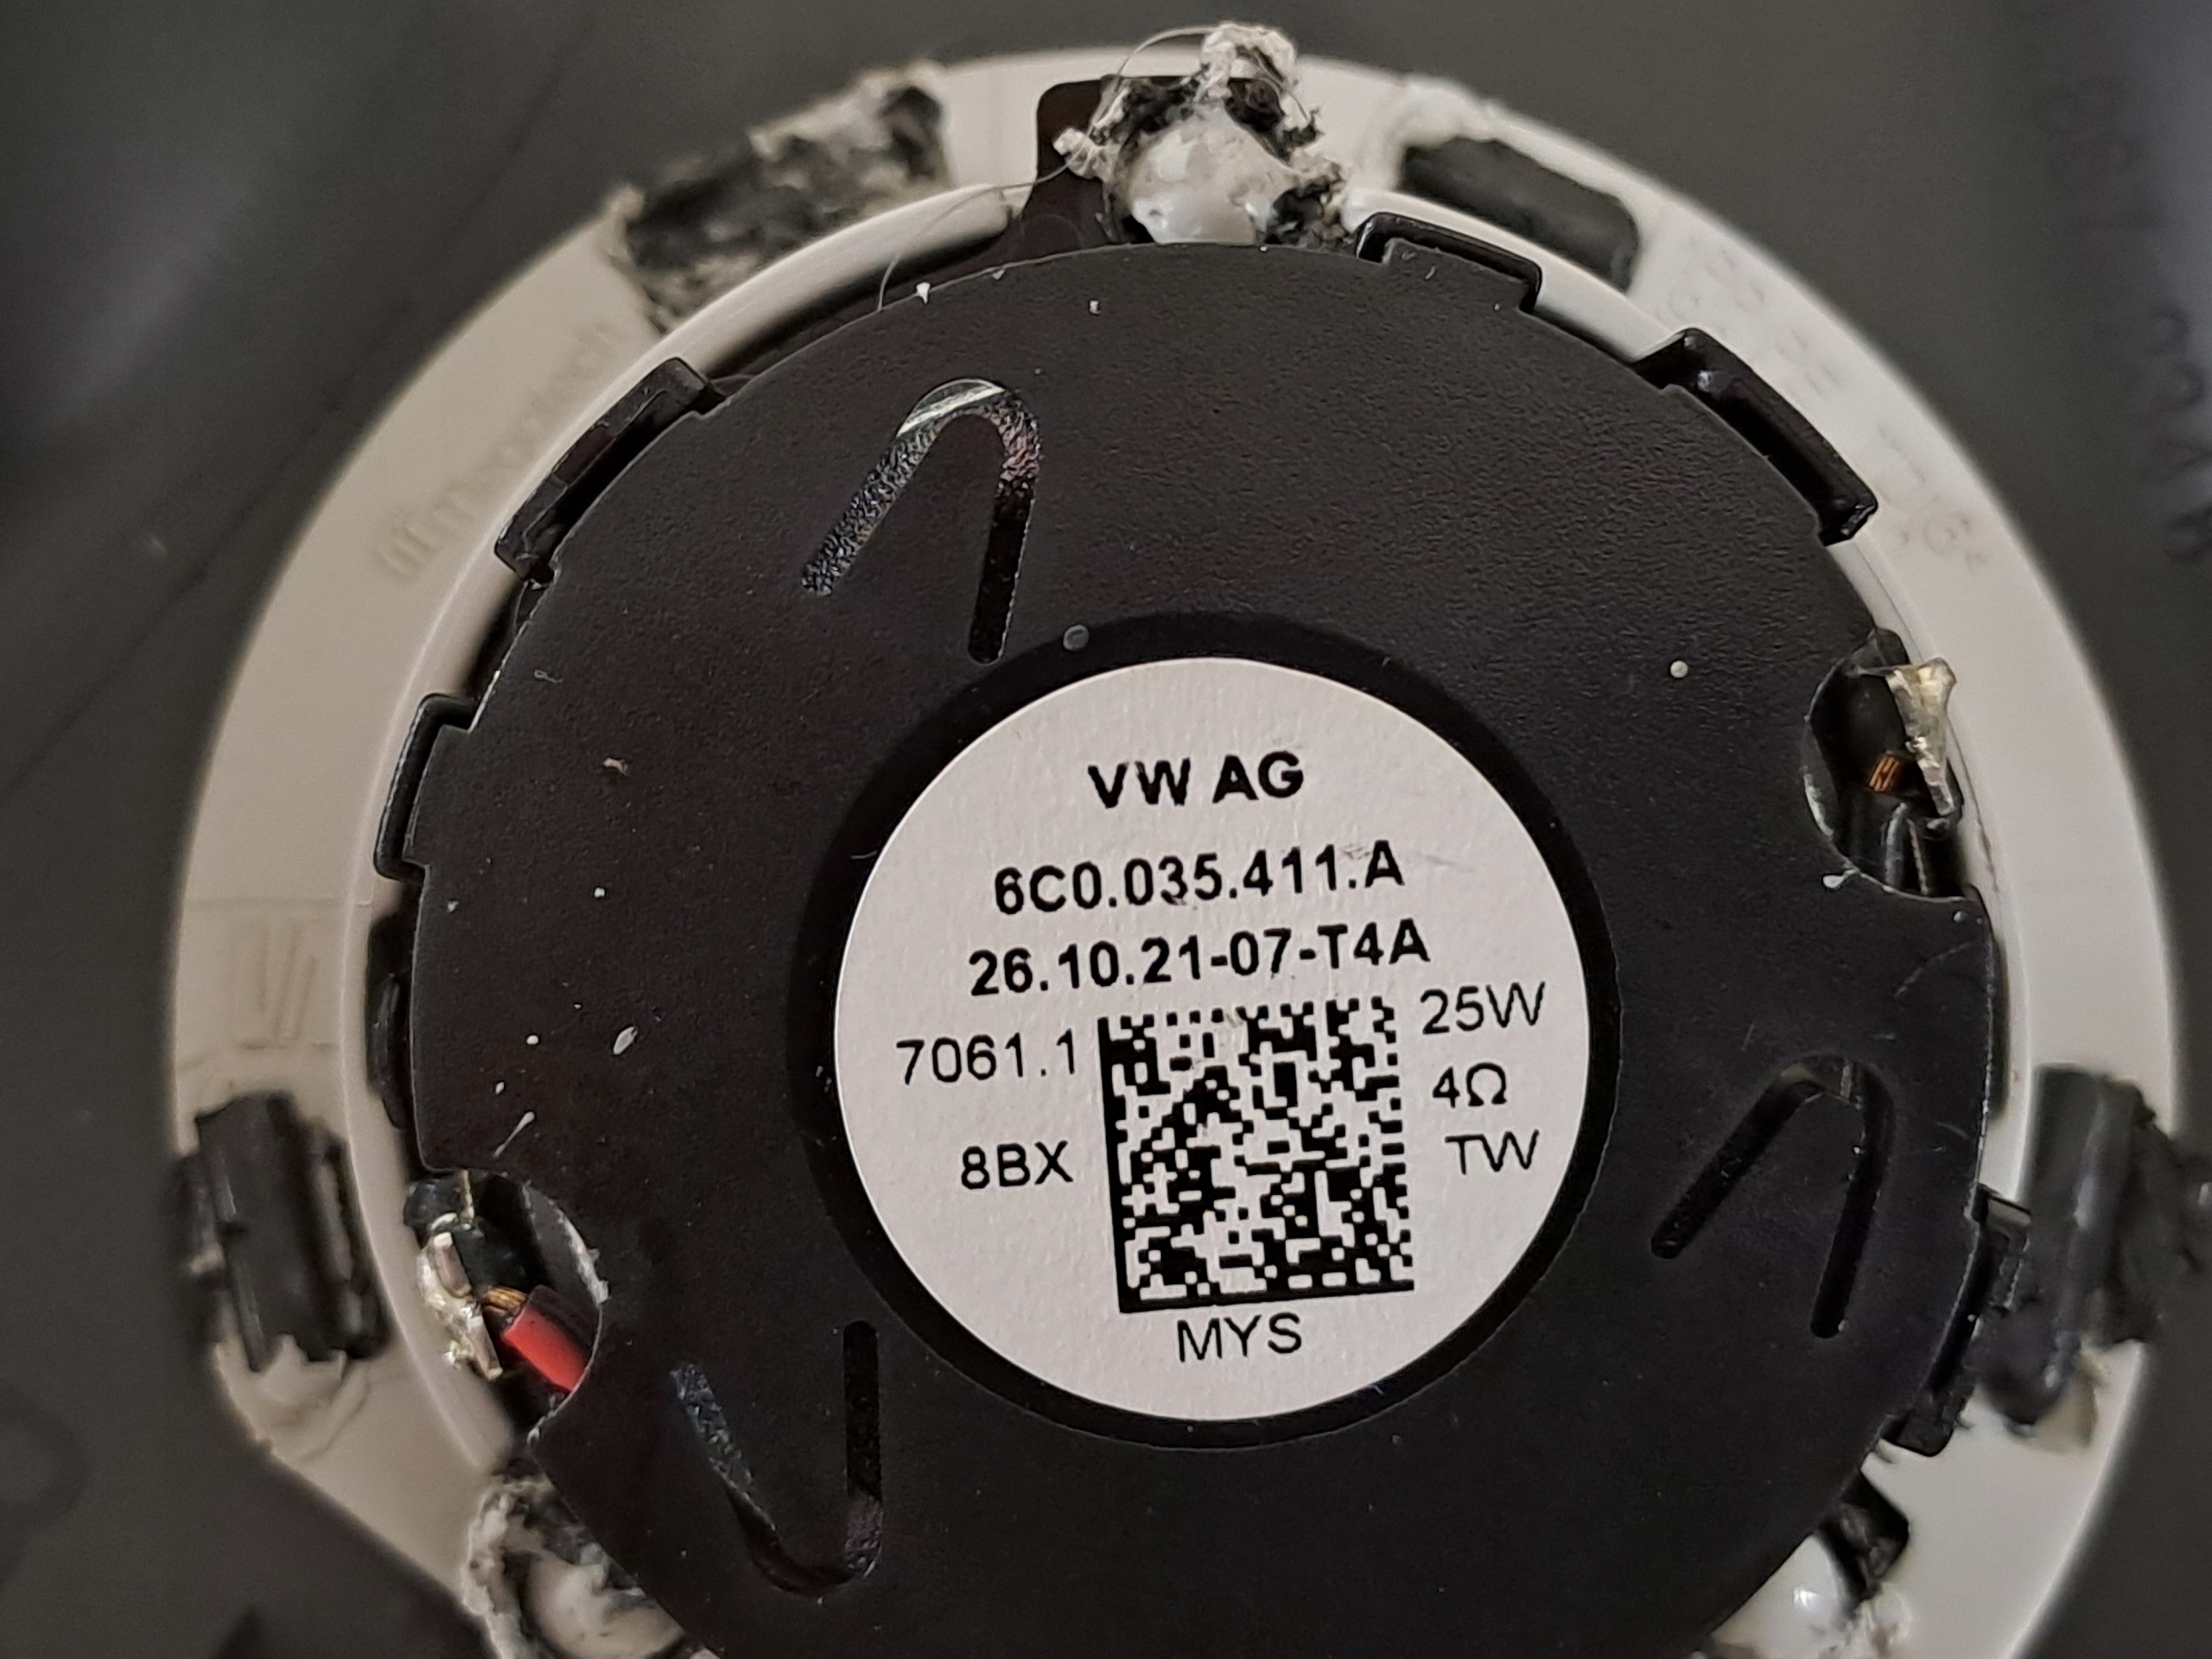 VW AG
6C0.035.411.A
26.10.21-07-T4A
7061.1
25W
4Ω
8BX
TW
MYS